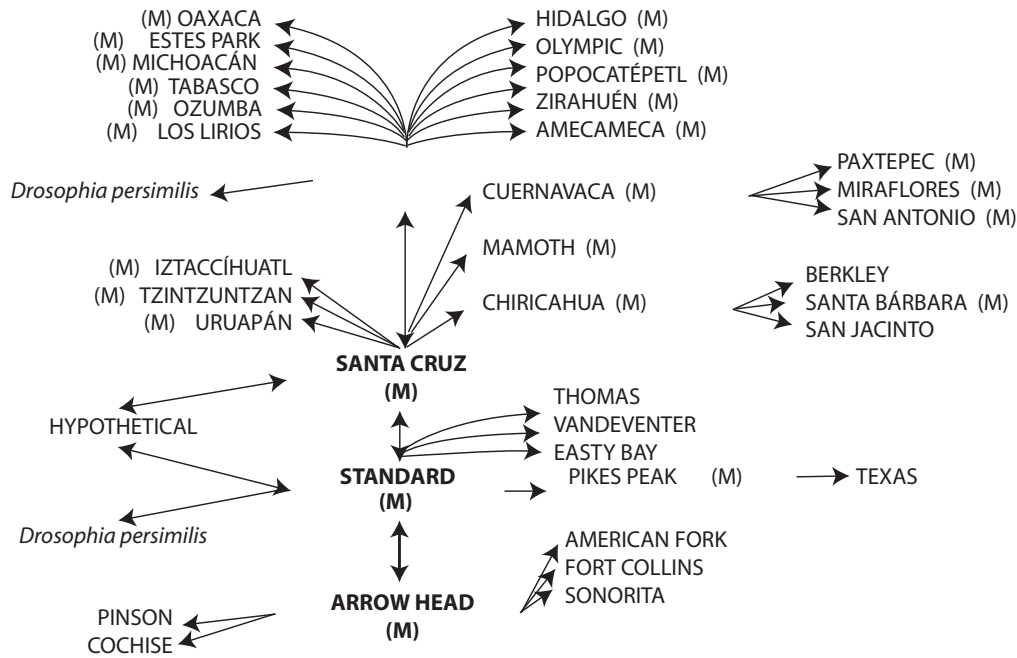 (M) OAXACA
(M) ESTES PARK
(M) MICHOACÁN
(M) TABASCO
(M) OZUMBA
(M) LOS LIRIOS
HIDALGO (M)
OLYMPIC (M)
POPOCATÉPETL (M)
ZIRAHUÉN (M)
AMECAMECA (M)
Drosophia persimilis
CUERNAVACA (M)
PAXTEPEC (M)
MIRAFLORES (M)
SAN ANTONIO (M)
MAMOTH (M)
(M) IZTACCÍHUATL
(M) TZINTZUNTZAN
(M) URUAPÁN
CHIRICAHUA (M)
BERKLEY
SANTA BÁRBARA (M)
SAN JACINTO
SANTA CRUZ
(M)
HYPOTHETICAL
THOMAS
VANDEVENTER
EASTY BAY
STANDARD
(M)
PIKES PEAK (M)
TEXAS
Drosophia persimilis
AMERICAN FORK
FORT COLLINS
SONORITA
ARROW HEAD
(M)
PINSON
COCHISE